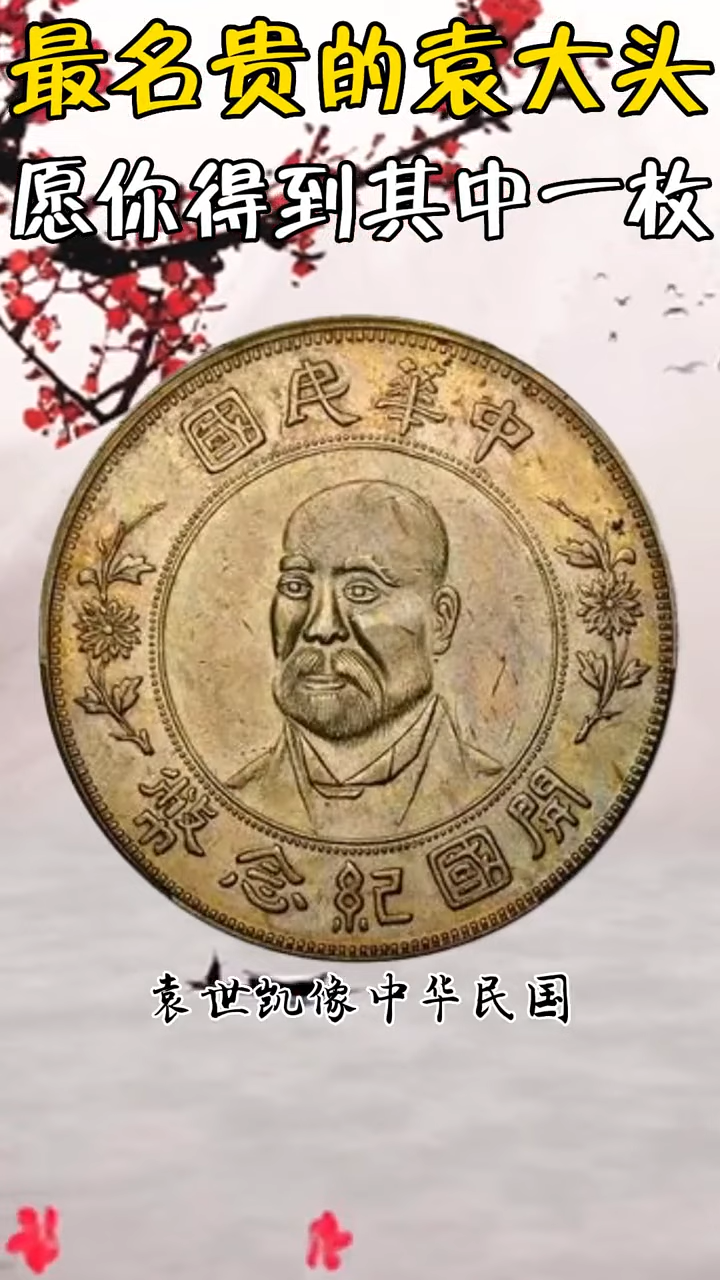 最名贵的袁大头
愿你得到其中一枚
國民華中
幣念紀國開
袁世凯像中华民国